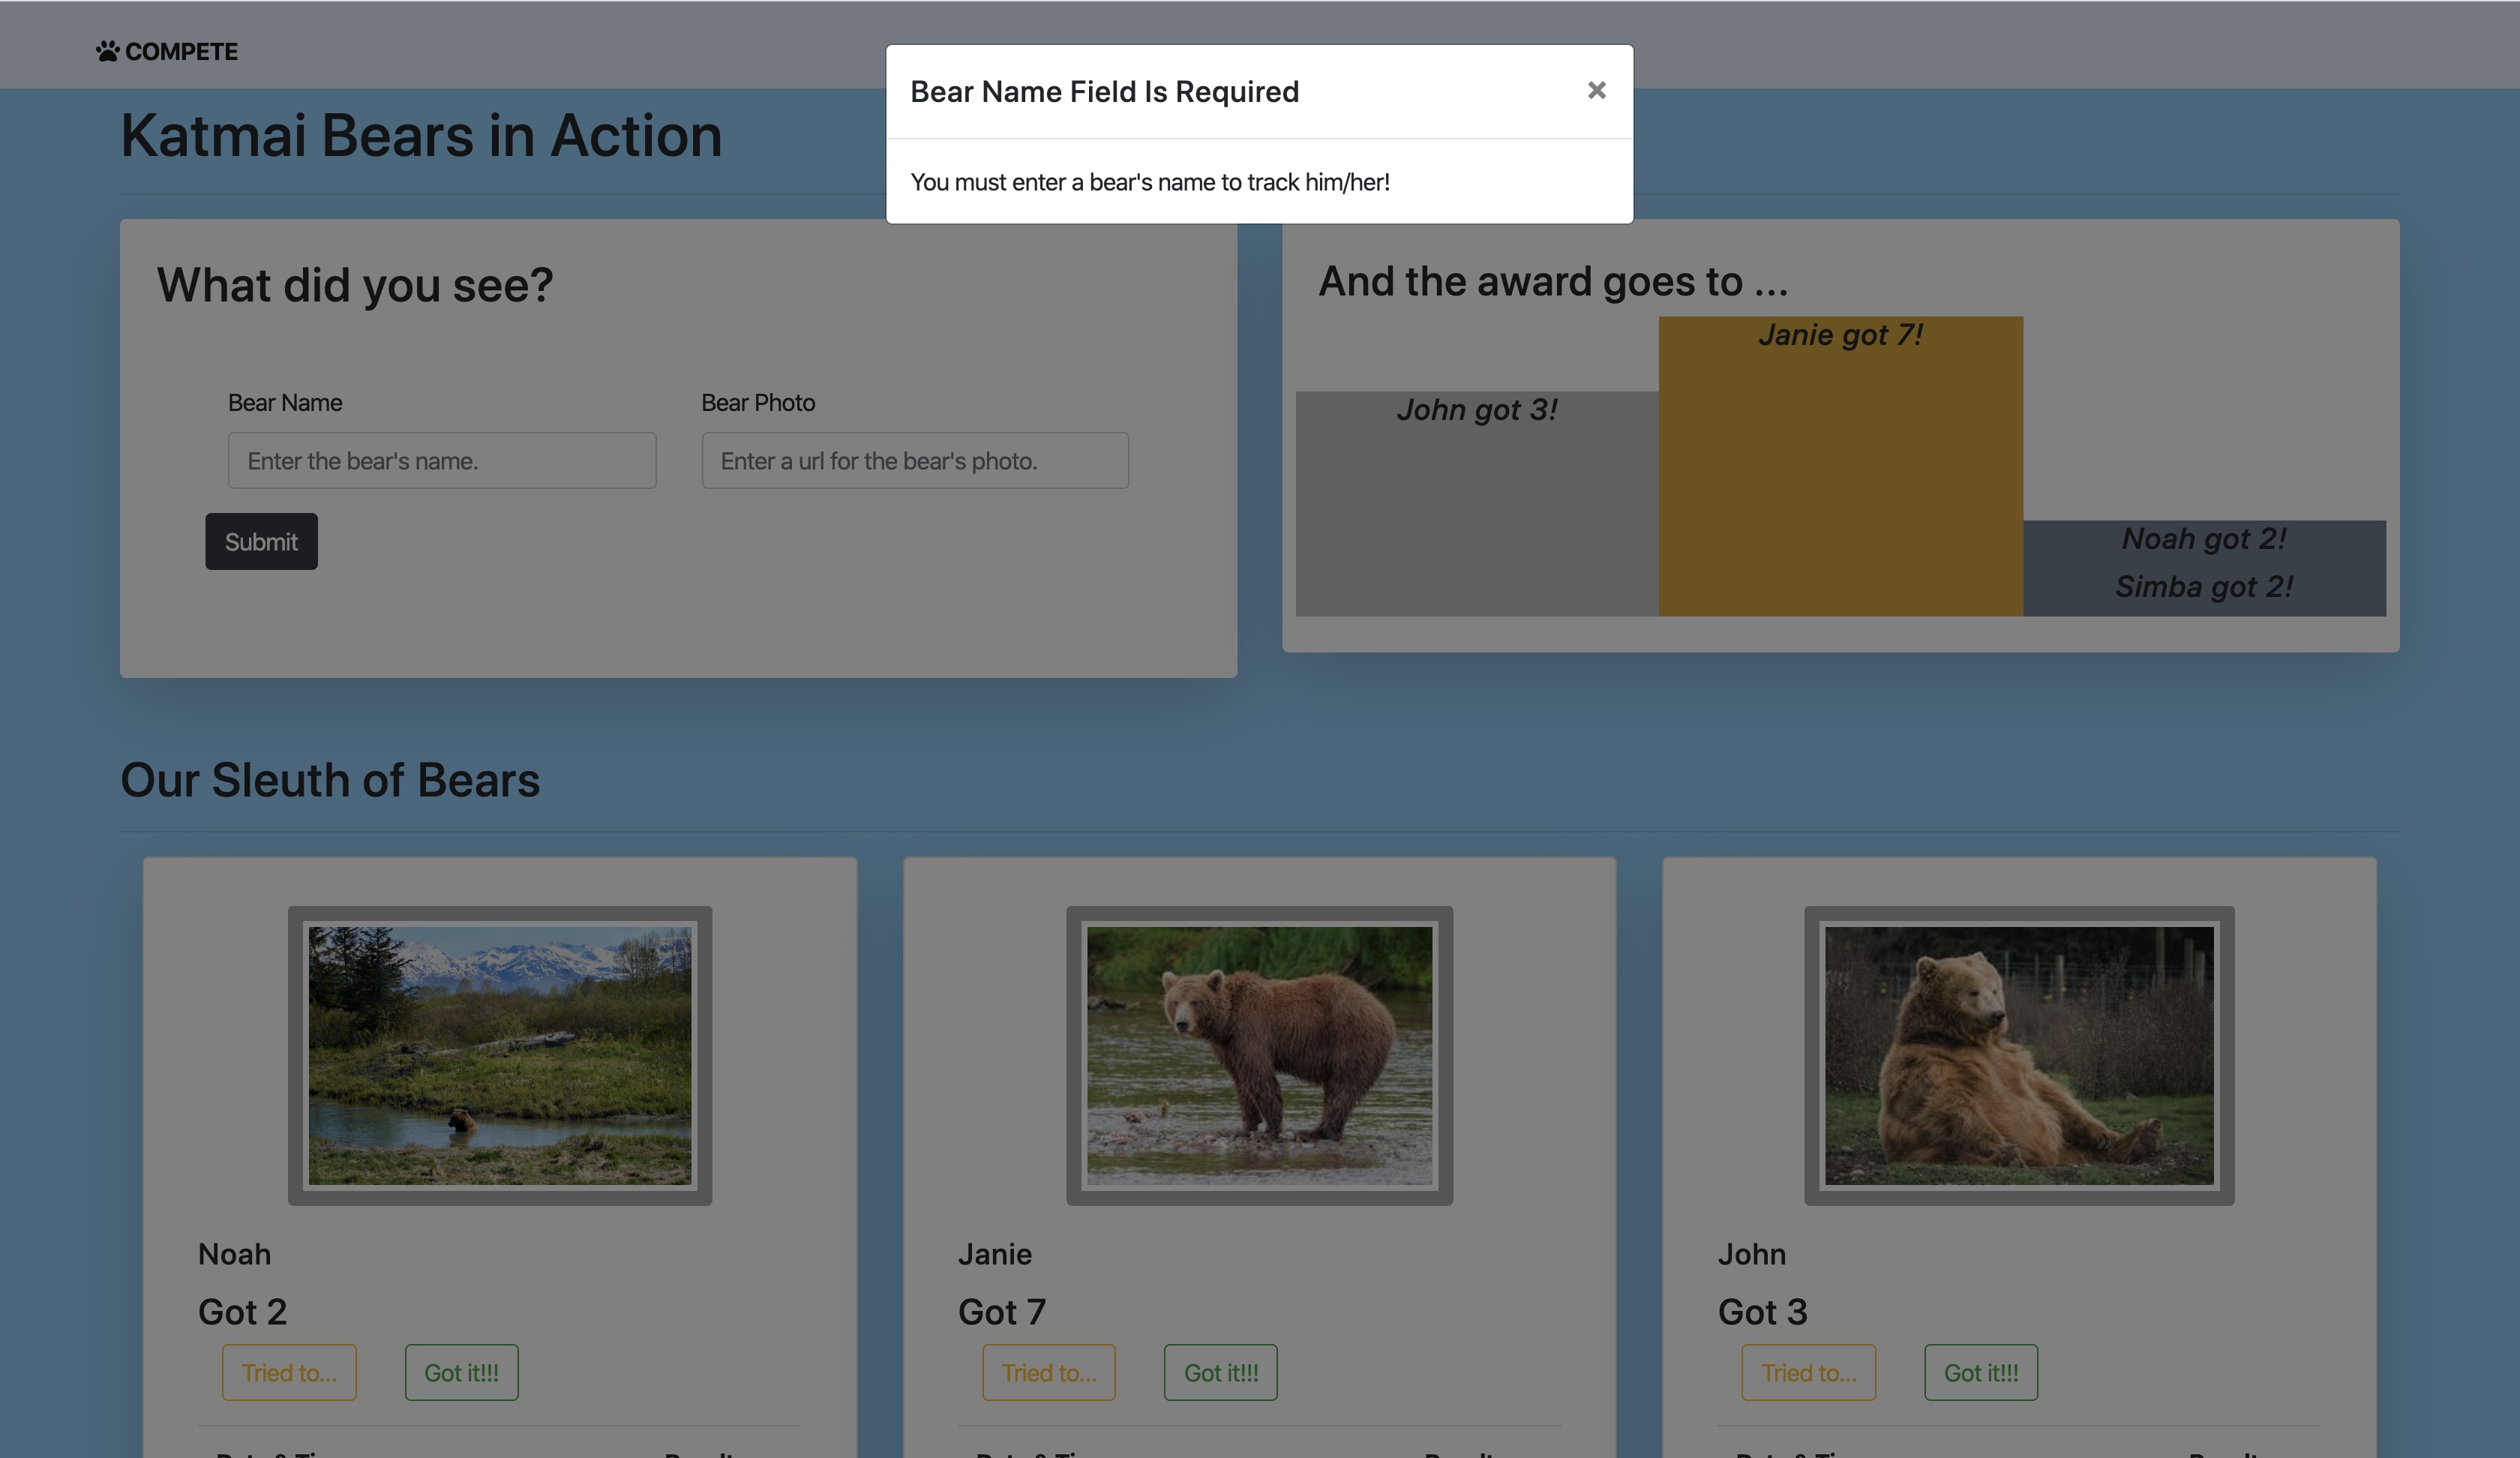 COMPETE
Bear Name Field Is Required
×
You must enter a bear's name to track him/her!
Katmai Bears in Action
What did you see?
Bear Name
Bear Photo
Enter the bear's name.
Enter a url for the bear's photo.
Submit
And the award goes to ...
Janie got 7!
John got 3!
Noah got 2!
Simba got 2!
Our Sleuth of Bears
Noah
Got 2
Tried to...
Got it!!!
Janie
Got 7
Tried to...
Got it!!!
John
Got 3
Tried to...
Got it!!!